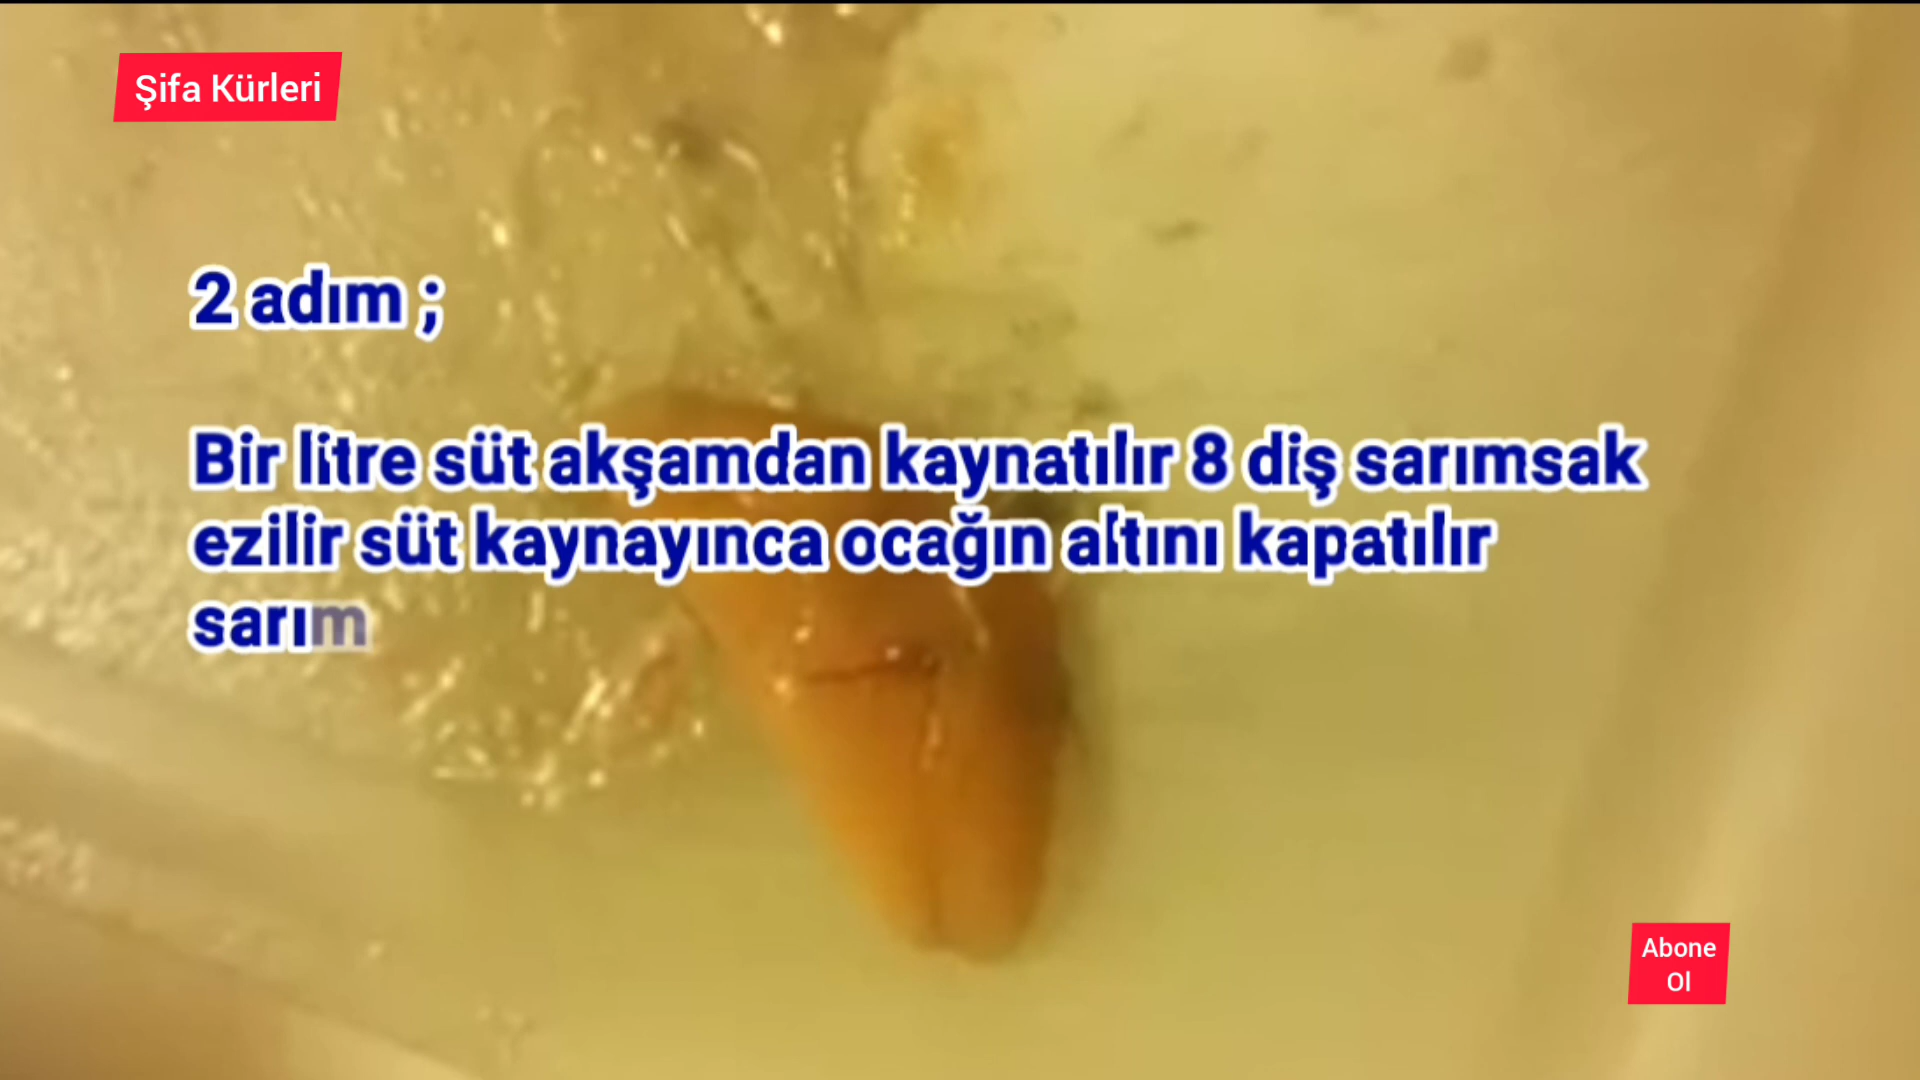 Şifa Kürleri
2 adım ;
Bir litre süt akşamdan kaynatılır 8 diş sarımsak
ezilir süt kaynayınca ocağın altını kapatılır
sarım
Abone
Ol